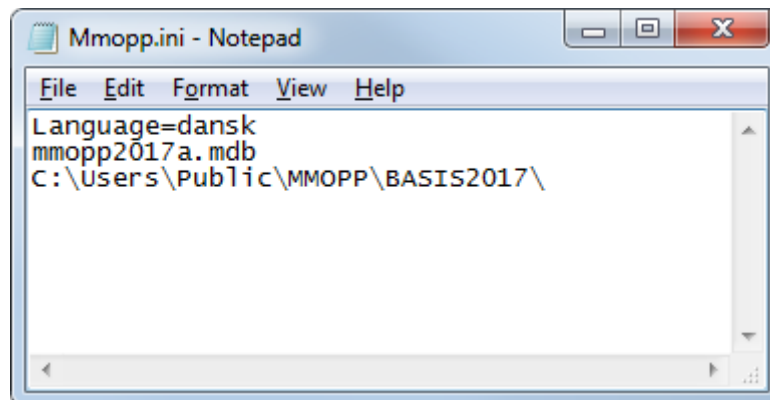 Mmopp.ini - Notepad
File Edit Format View Help
Language=dansk
mmopp2017a.mdb
C:\Users\Public\MMOPP\BASIS2017\